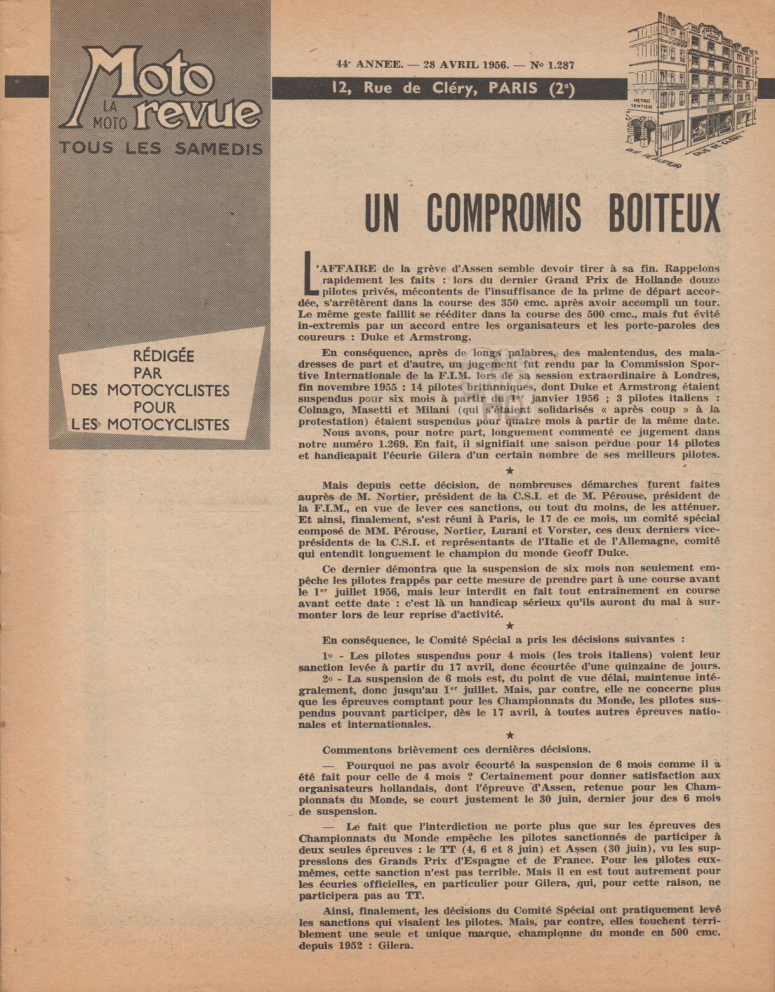 Moto
LA
MOTO
revue
TOUS LES SAMEDIS
44e ANNEE. — 28 AVRIL 1956. — No 1.287
12, Rue de Cléry, PARIS (2e)
METRO
SENTIER
RUE DE CLERY
RÉDIGÉE
PAR
DES MOTOCYCLISTES
POUR
LES MOTOCYCLISTES
UN COMPROMIS BOITEUX
L'AFFAIRE de la grève d'Assen semble devoir tirer à sa fin. Rappelons
rapidement les faits : lors du dernier Grand Prix de Hollande douze
pilotes privés, mécontents de l'insuffisance de la prime de départ accor-
dée, s'arrêtèrent dans la course des 350 cmc. après avoir accompli un tour.
Le même geste faillit se rééditer dans la course des 500 cmc., mais fut évité
in-extremis par un accord entre les organisateurs et les porte-paroles des
coureurs : Duke et Armstrong.
En conséquence, après de longs palabres, des malentendus, des mala-
dresses de part et d'autre, un jugement fut rendu par la Commission Spor-
tive Internationale de la F.I.M. lors de sa session extraordinaire à Londres,
fin novembre 1955 : 14 pilotes britanniques, dont Duke et Armstrong étaient
suspendus pour six mois à partir du 1er janvier 1956 ; 3 pilotes italiens :
Colnago, Masetti et Milani (qui s'étaient solidarisés « après coup » à la
protestation) étaient suspendus pour quatre mois à partir de la même date.
Nous avons, pour notre part, longuement commenté ce jugement dans
notre numéro 1.269. En fait, il signifiait une saison perdue pour 14 pilotes
et handicapait l'écurie Gilera d'un certain nombre de ses meilleurs pilotes.
★
Mais depuis cette décision, de nombreuses démarches furent faites
auprès de M. Nortier, président de la C.S.I. et de M. Pérouse, président de
la F.I.M., en vue de lever ces sanctions, ou tout du moins, de les atténuer.
Et ainsi, finalement, s'est réuni à Paris, le 17 de ce mois, un comité spécial
composé de MM. Pérouse, Nortier, Lurani et Vorster, ces deux derniers vice-
présidents de la C.S.I. et représentants de l'Italie et de l'Allemagne, comité
qui entendit longuement le champion du monde Geoff Duke.
Ce dernier démontra que la suspension de six mois non seulement em-
pêche les pilotes frappés par cette mesure de prendre part à une course avant
le 1er juillet 1956, mais leur interdit en fait tout entrainement en course
avant cette date : c'est là un handicap sérieux qu'ils auront du mal à sur-
monter lors de leur reprise d'activité.
★
En conséquence, le Comité Spécial a pris les décisions suivantes :
1o - Les pilotes suspendus pour 4 mois (les trois italiens) voient leur
sanction levée à partir du 17 avril, donc écourtée d'une quinzaine de jours.
2o - La suspension de 6 mois est, du point de vue délai, maintenue inté-
gralement, donc jusqu'au 1er juillet. Mais, par contre, elle ne concerne plus
que les épreuves comptant pour les Championnats du Monde, les pilotes sus-
pendus pouvant participer, dès le 17 avril, à toutes autres épreuves natio-
nales et internationales.
★
Commentons brièvement ces dernières décisions.
— Pourquoi ne pas avoir écourté la suspension de 6 mois comme il a
été fait pour celle de 4 mois ? Certainement pour donner satisfaction aux
organisateurs hollandais, dont l'épreuve d'Assen, retenue pour les Cham-
pionnats du Monde, se court justement le 30 juin, dernier jour des 6 mois
de suspension.
— Le fait que l'interdiction ne porte plus que sur les épreuves des
Championnats du Monde empêche les pilotes sanctionnés de participer à
deux seules épreuves : le TT (4, 6 et 8 juin) et Assen (30 juin), vu les sup-
pressions des Grands Prix d'Espagne et de France. Pour les pilotes eux-
mêmes, cette sanction n'est pas terrible. Mais il en est tout autrement pour
les écuries officielles, en particulier pour Gilera, qui, pour cette raison, ne
participera pas au TT.
Ainsi, finalement, les décisions du Comité Spécial ont pratiquement levé
les sanctions qui visaient les pilotes. Mais, par contre, elles touchent terri-
blement une seule et unique marque, championne du monde en 500 cmc.
depuis 1952 : Gilera.